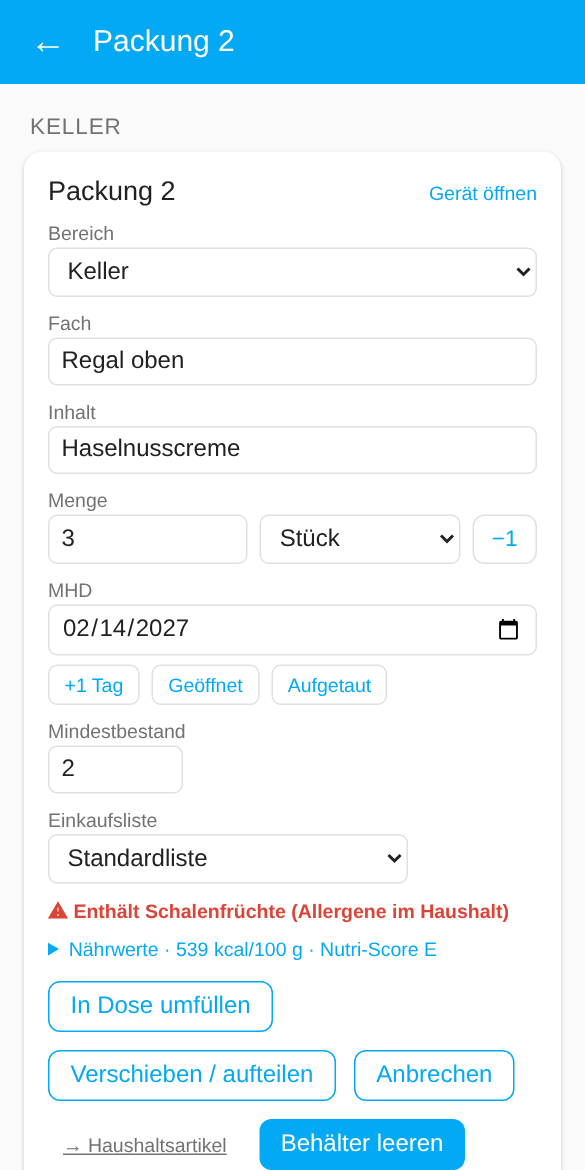 ← Packung 2
KELLER
Packung 2 Gerät öffnen
Bereich
Keller
Fach
Regal oben
Inhalt
Haselnusscreme
Menge
3 Stück −1
MHD
02/14/2027
+1 Tag Geöffnet Aufgetaut
Mindestbestand
2
Einkaufsliste
Standardliste
Enthält Schalenfrüchte (Allergene im Haushalt)
Nährwerte · 539 kcal/100 g · Nutri-Score E
In Dose umfüllen
Verschieben / aufteilen Anbrechen
→ Haushaltsartikel Behälter leeren